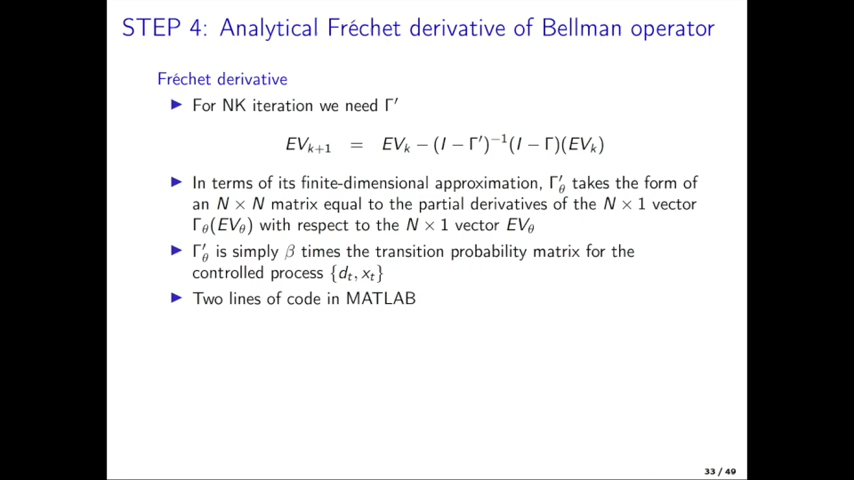 STEP 4: Analytical Fréchet derivative of Bellman operator
Fréchet derivative
▶ For NK iteration we need Γ′
EV_{k+1} = EV_k − (I − Γ′)^{−1}(I − Γ)(EV_k)
▶ In terms of its finite-dimensional approximation, Γ′_θ takes the form of
an N × N matrix equal to the partial derivatives of the N × 1 vector
Γ_θ(EV_θ) with respect to the N × 1 vector EV_θ
▶ Γ′_θ is simply β times the transition probability matrix for the
controlled process {d_t, x_t}
▶ Two lines of code in MATLAB
33 / 49